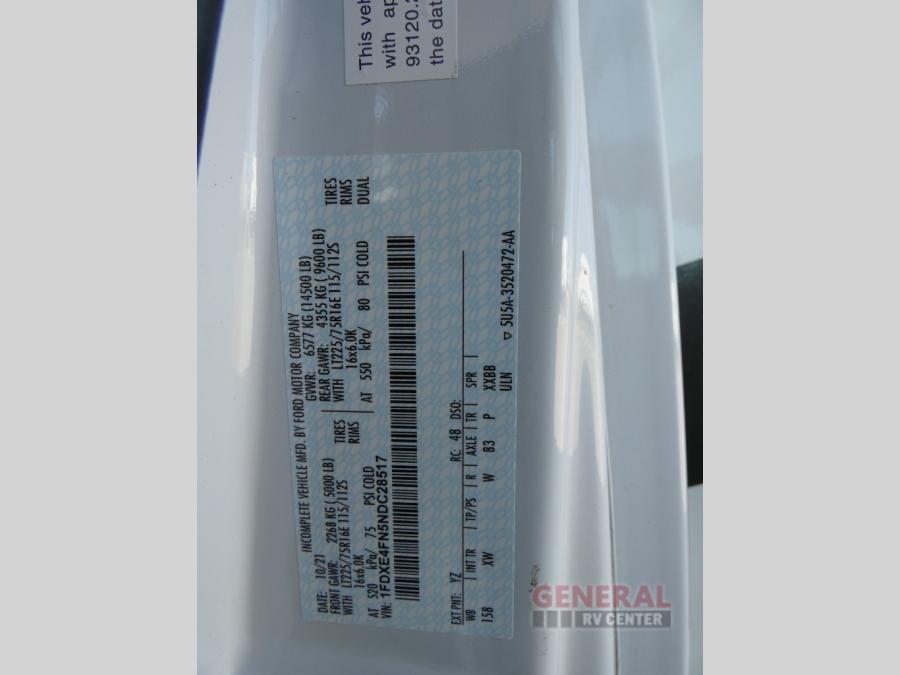 This veh
with ap
93120.2
the dat
INCOMPLETE VEHICLE MFD. BY FORD MOTOR COMPANY
DATE: 10/21 GVWR: 6577 KG (14500 LB)
FRONT GAWR: 2268 KG ( 5000 LB) REAR GAWR: 4355 KG ( 9600 LB)
WITH LT225/75R16E 115/112S TIRES WITH LT225/75R16E 115/112S TIRES
16x6.0K RIMS 16x6.0K RIMS
AT 520 kPa/ 75 PSI COLD AT 550 kPa/ 80 PSI COLD DUAL
VIN: 1FDXE4FN5NDC28517
EXT PNT: YZ RC: 48 DSO:
WB INT TR TP/PS R AXLE TR SPR
158 XW W 83 P XXBB
ULN
▽ 5U5A-3520472-AA
GENERAL
RV CENTER